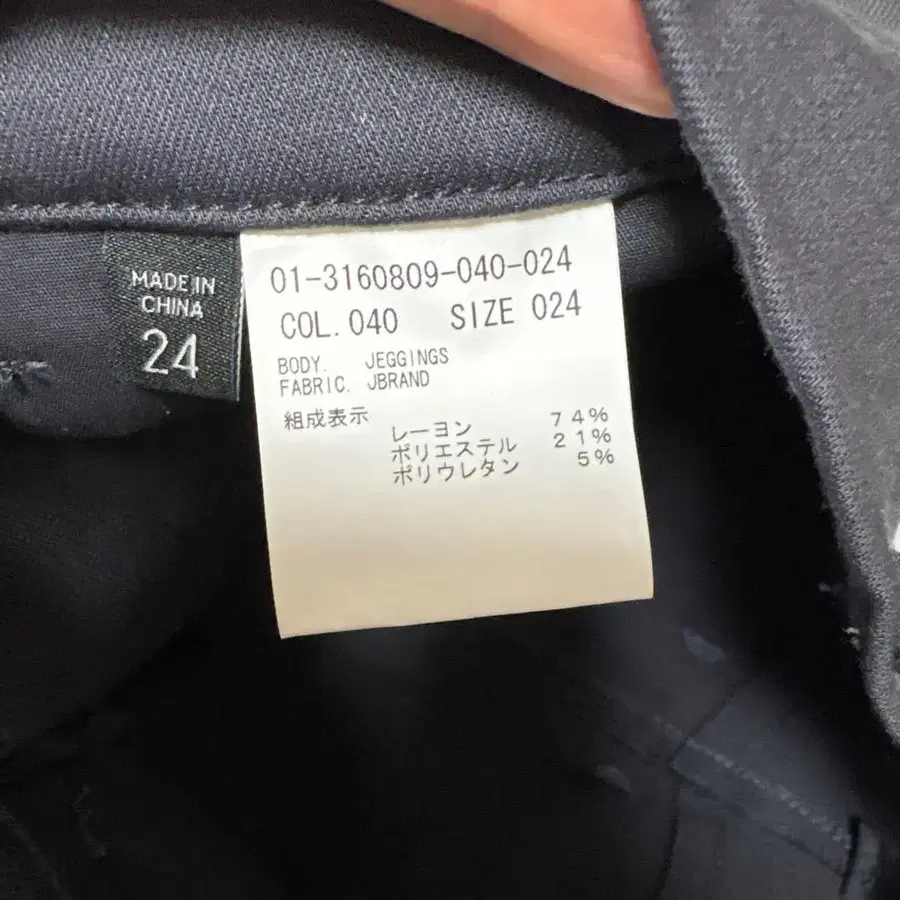 MADE IN
CHINA
24
01-3160809-040-024
COL. 040 SIZE 024
BODY. JEGGINGS
FABRIC. JBRAND
組成表示
レーヨン 74%
ポリエステル 21%
ポリウレタン 5%